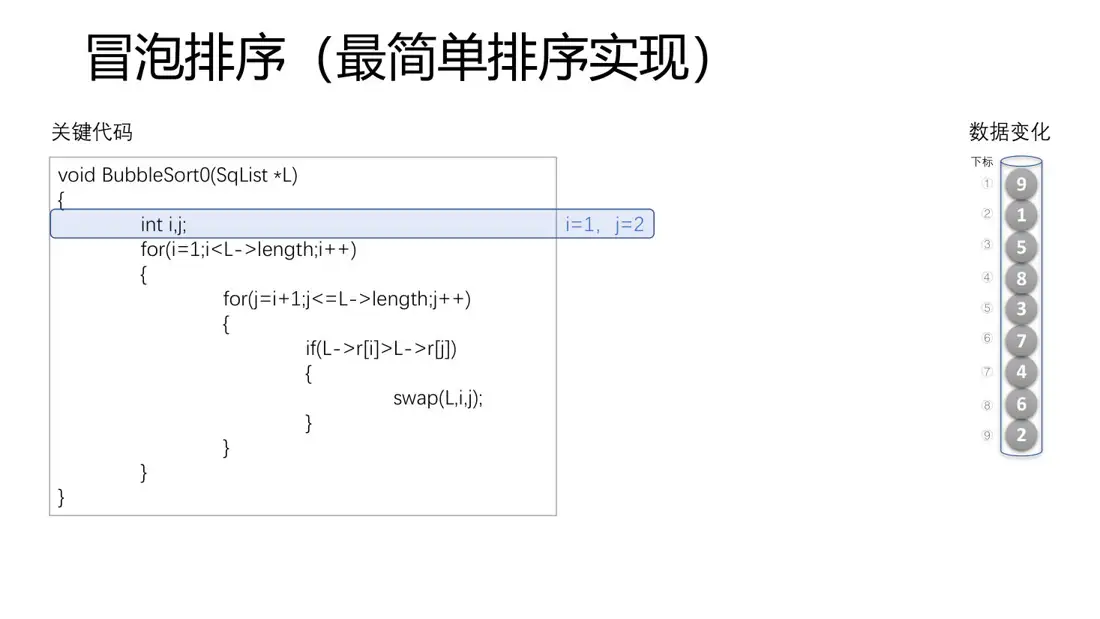 冒泡排序（最简单排序实现）
关键代码
数据变化
void BubbleSort0(SqList *L)
{
int i,j;
i=1, j=2
for(i=1;i<L->length;i++)
{
for(j=i+1;j<=L->length;j++)
{
if(L->r[i]>L->r[j])
{
swap(L,i,j);
}
}
}
}
下标
① 9
② 1
③ 5
④ 8
⑤ 3
⑥ 7
⑦ 4
⑧ 6
⑨ 2